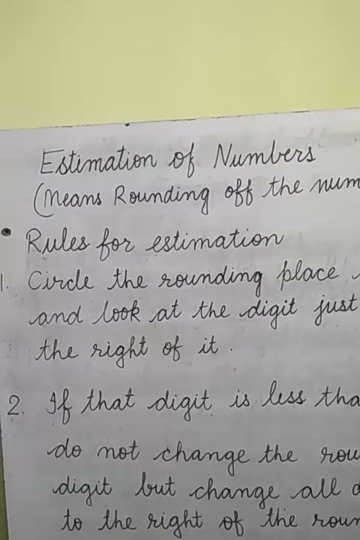 Estimation of Numbers
(Means Rounding off the num
Rules for estimation
1. Circle the rounding place
and look at the digit just
the right of it.
2. If that digit is less tha
do not change the rou
digit but change all d
to the right of the roun